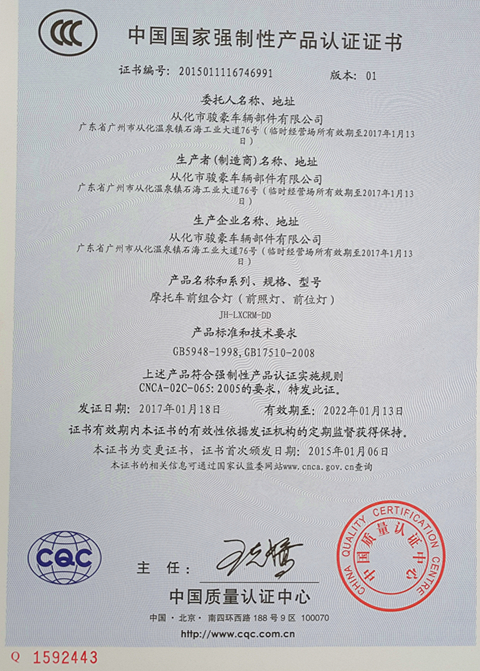 CCC
中国国家强制性产品认证证书
证书编号: 2015011116746991 版本: 01
委托人名称、地址
从化市骏豪车辆部件有限公司
广东省广州市从化温泉镇石海工业大道76号（临时经营场所有效期至2017年1月13
日）
生产者(制造商)名称、地址
从化市骏豪车辆部件有限公司
广东省广州市从化温泉镇石海工业大道76号（临时经营场所有效期至2017年1月13
日）
生产企业名称、地址
从化市骏豪车辆部件有限公司
广东省广州市从化温泉镇石海工业大道76号（临时经营场所有效期至2017年1月13
日）
产品名称和系列、规格、型号
摩托车前组合灯（前照灯、前位灯）
JH-LXCRM-DD
产品标准和技术要求
GB5948-1998,GB17510-2008
上述产品符合强制性产品认证实施规则
CNCA-02C-065:2005的要求，特发此证。
发证日期: 2017年01月18日 有效期至: 2022年01月13日
证书有效期内本证书的有效性依据发证机构的定期监督获得保持。
本证书为变更证书，证书首次颁发日期: 2015年01月06日
本证书的相关信息可通过国家认监委网站www.cnca.gov.cn查询
CQC
主 任:
中国质量认证中心
中国·北京·南四环西路188号9区 100070
http://www.cqc.com.cn
CHINA QUALITY CERTIFICATION CENTRE
中国质量认证中心
Q 1592443